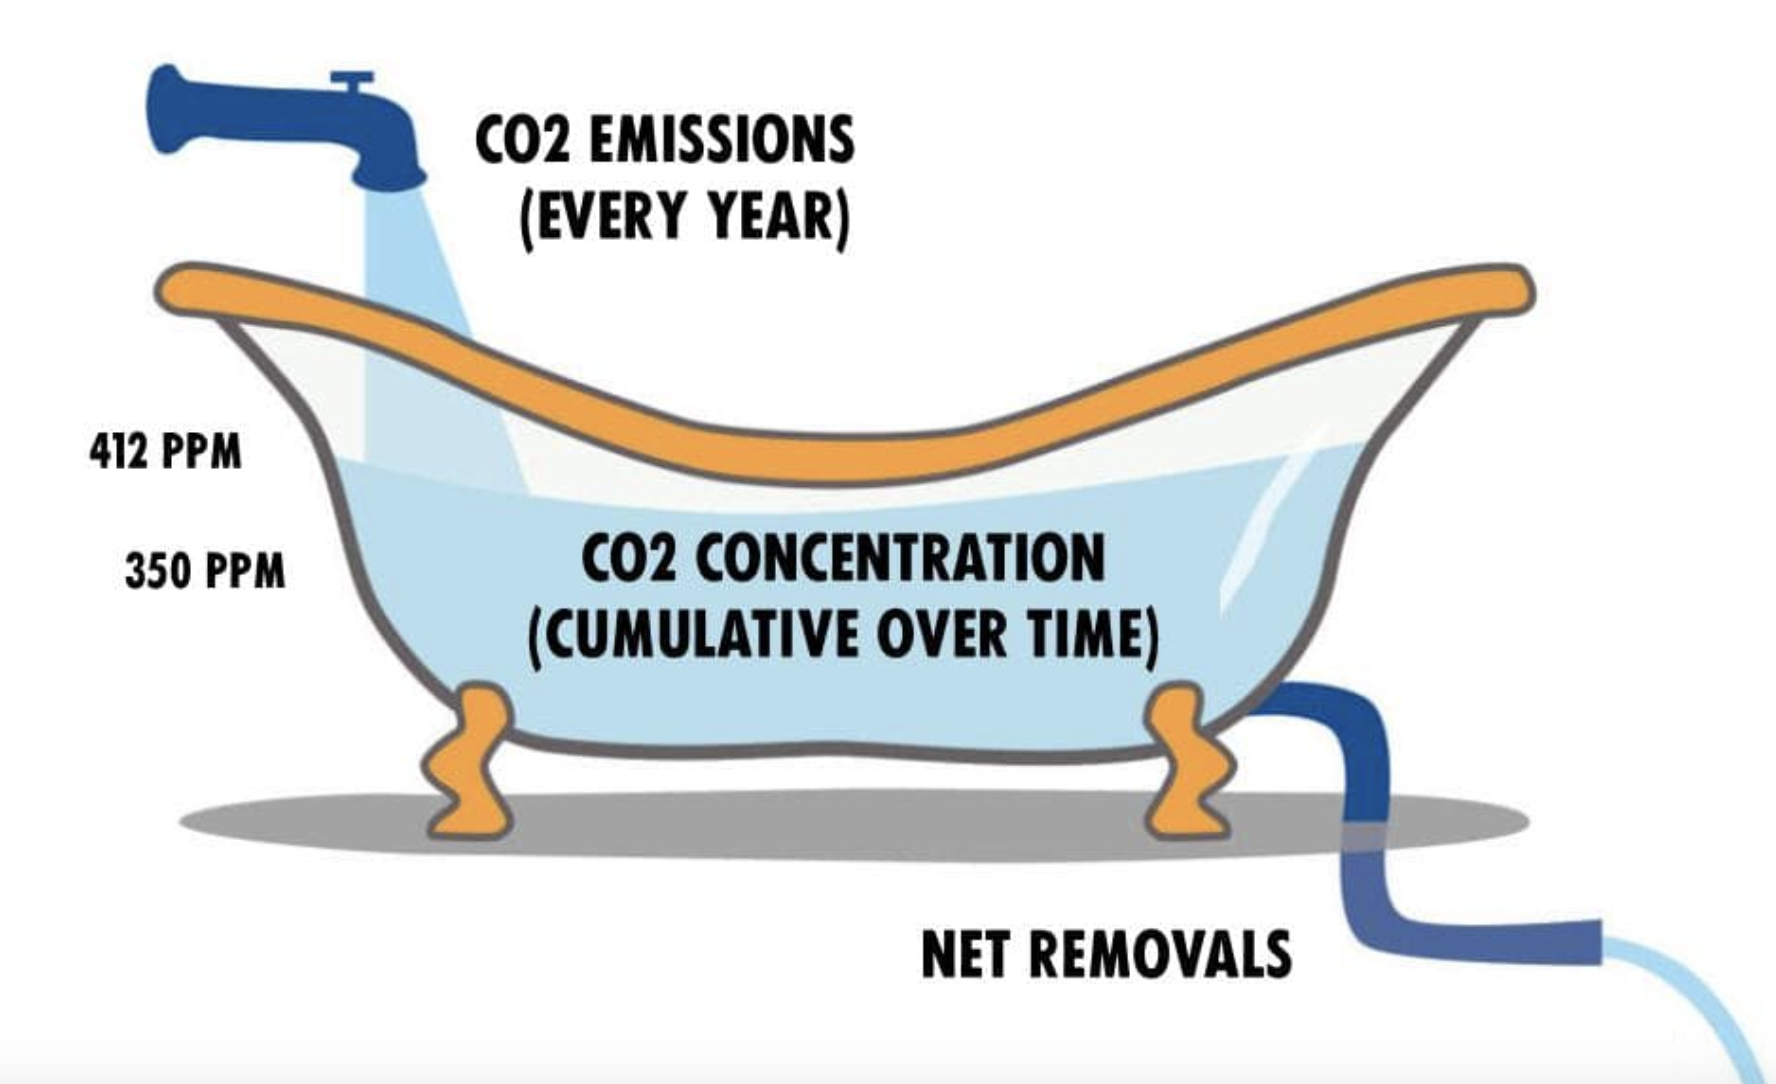 CO2 EMISSIONS
(EVERY YEAR)
412 PPM
350 PPM
CO2 CONCENTRATION
(CUMULATIVE OVER TIME)
NET REMOVALS